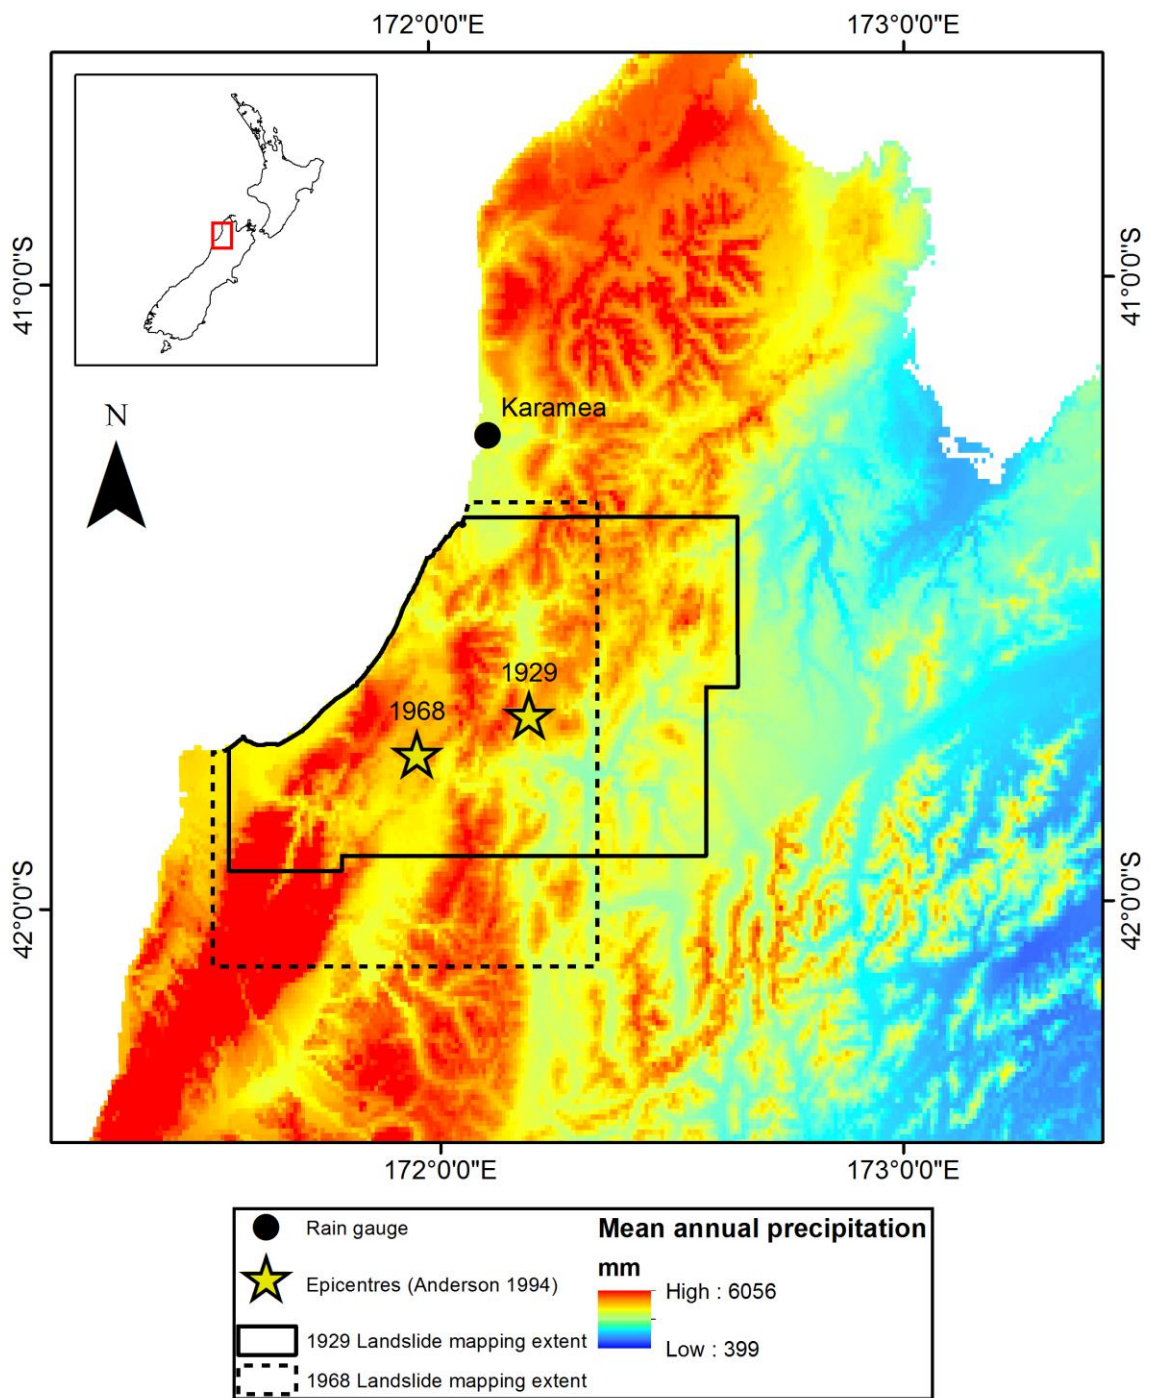 172°0'0"E
173°0'0"E
41°0'0"S
41°0'0"S
N
Karamea
1929
1968
42°0'0"S
42°0'0"S
172°0'0"E
173°0'0"E
Rain gauge
Epicentres (Anderson 1994)
1929 Landslide mapping extent
1968 Landslide mapping extent
Mean annual precipitation
mm
High : 6056
Low : 399